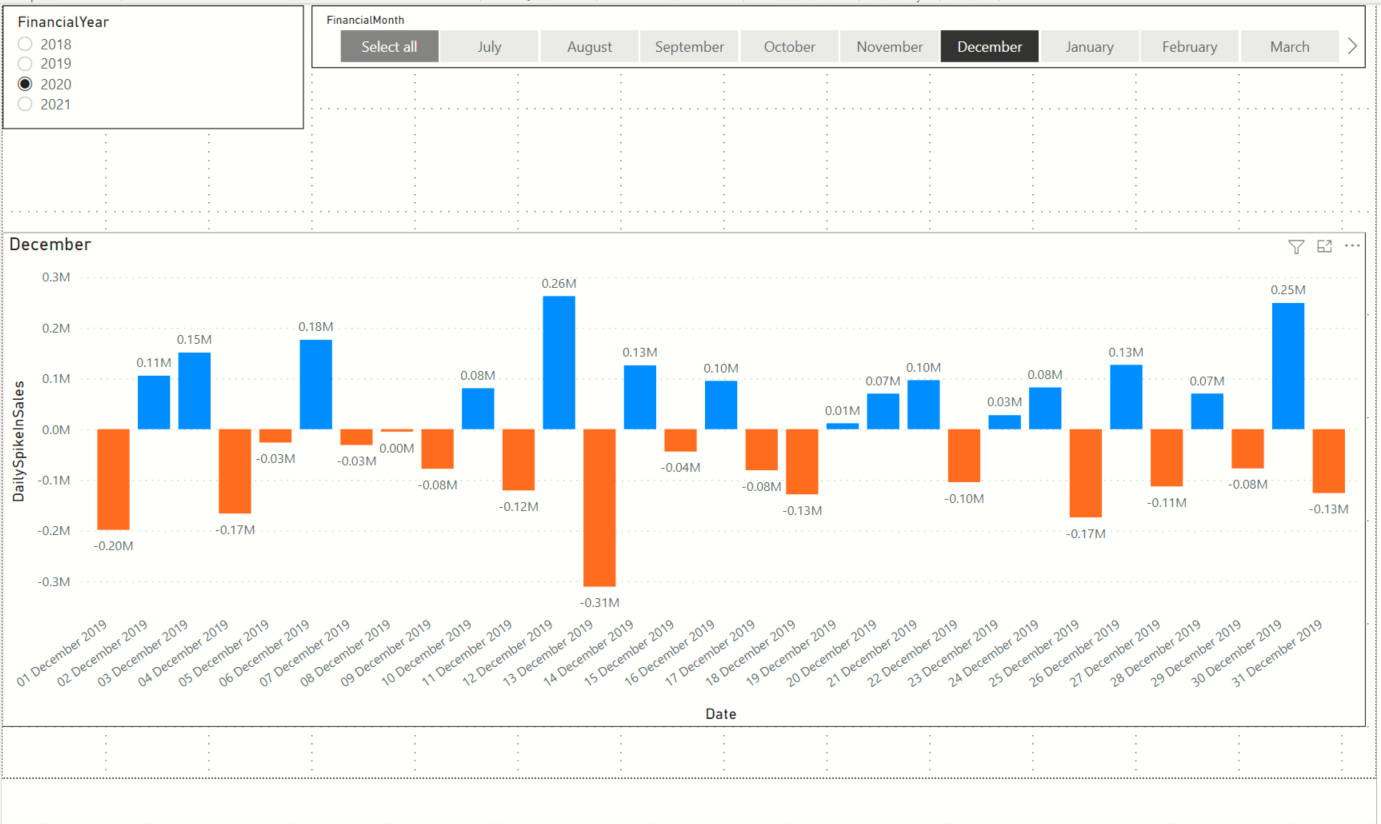 FinancialYear
2018
2019
2020
2021
FinancialMonth
Select all July August September October November December January February March
December
DailySpikeInSales
0.3M
0.2M
0.1M
0.0M
-0.1M
-0.2M
-0.3M
-0.20M
0.11M
0.15M
-0.17M
-0.03M
0.18M
-0.03M
0.00M
-0.08M
0.08M
-0.12M
0.26M
-0.31M
0.13M
-0.04M
0.10M
-0.08M
-0.13M
0.01M
0.07M
0.10M
-0.10M
0.03M
0.08M
-0.17M
0.13M
-0.11M
0.07M
-0.08M
0.25M
-0.13M
01 December 2019
02 December 2019
03 December 2019
04 December 2019
05 December 2019
06 December 2019
07 December 2019
08 December 2019
09 December 2019
10 December 2019
11 December 2019
12 December 2019
13 December 2019
14 December 2019
15 December 2019
16 December 2019
17 December 2019
18 December 2019
19 December 2019
20 December 2019
21 December 2019
22 December 2019
23 December 2019
24 December 2019
25 December 2019
26 December 2019
27 December 2019
28 December 2019
29 December 2019
30 December 2019
31 December 2019
Date